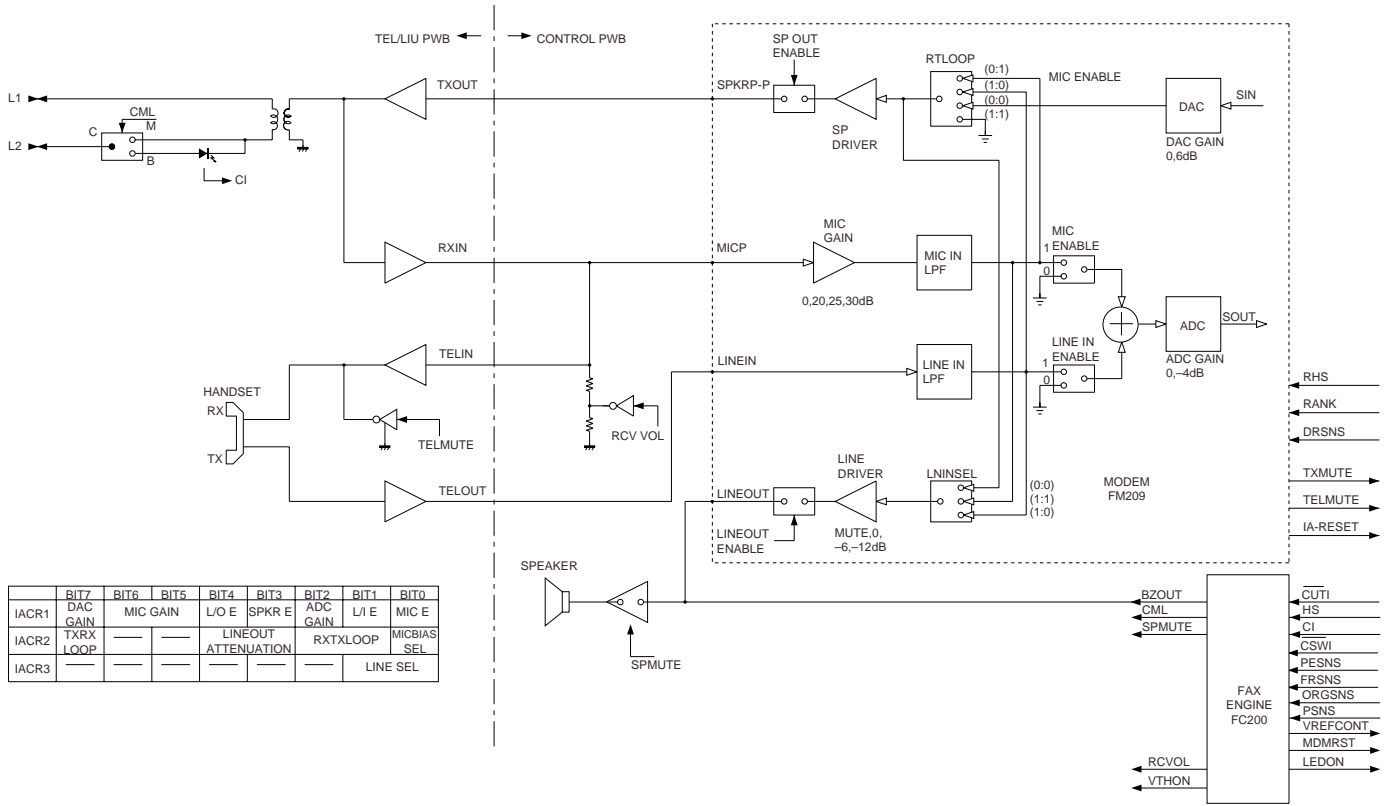 TEL/LIU PWB
CONTROL PWB
SP OUT
ENABLE
RTLOOP
(0:1)
MIC ENABLE
(1:0)
(0:0)
(1:1)
TXOUT
SPKRP-P
SP
DRIVER
DAC
SIN
DAC GAIN
0,6dB
L1
CML
M
C
L2
B
CI
RXIN
MICP
MIC
GAIN
0,20,25,30dB
MIC IN
LPF
MIC
ENABLE
1
0
ADC
SOUT
ADC GAIN
0,–4dB
TELIN
LINEIN
LINE IN
LPF
LINE IN
ENABLE
1
0
HANDSET
RX
TX
TELMUTE
RCV VOL
TELOUT
LINEOUT
LINE
DRIVER
LNINSEL
(0:0)
(1:1)
(1:0)
MODEM
FM209
LINEOUT
ENABLE
MUTE,0,
–6,–12dB
RHS
RANK
DRSNS
TXMUTE
TELMUTE
IA-RESET
SPEAKER
SPMUTE
BIT7 BIT6 BIT5 BIT4 BIT3 BIT2 BIT1 BIT0
IACR1 DAC GAIN MIC GAIN L/O E SPKR E ADC GAIN L/I E MIC E
IACR2 TXRX LOOP — — LINEOUT ATTENUATION RXTXLOOP MICBIAS SEL
IACR3 — — — — — — LINE SEL
BZOUT
CML
SPMUTE
RCVOL
VTHON
FAX
ENGINE
FC200
CUTI
HS
CI
CSWI
PESNS
FRSNS
ORGSNS
PSNS
VREFCONT
MDMRST
LEDON